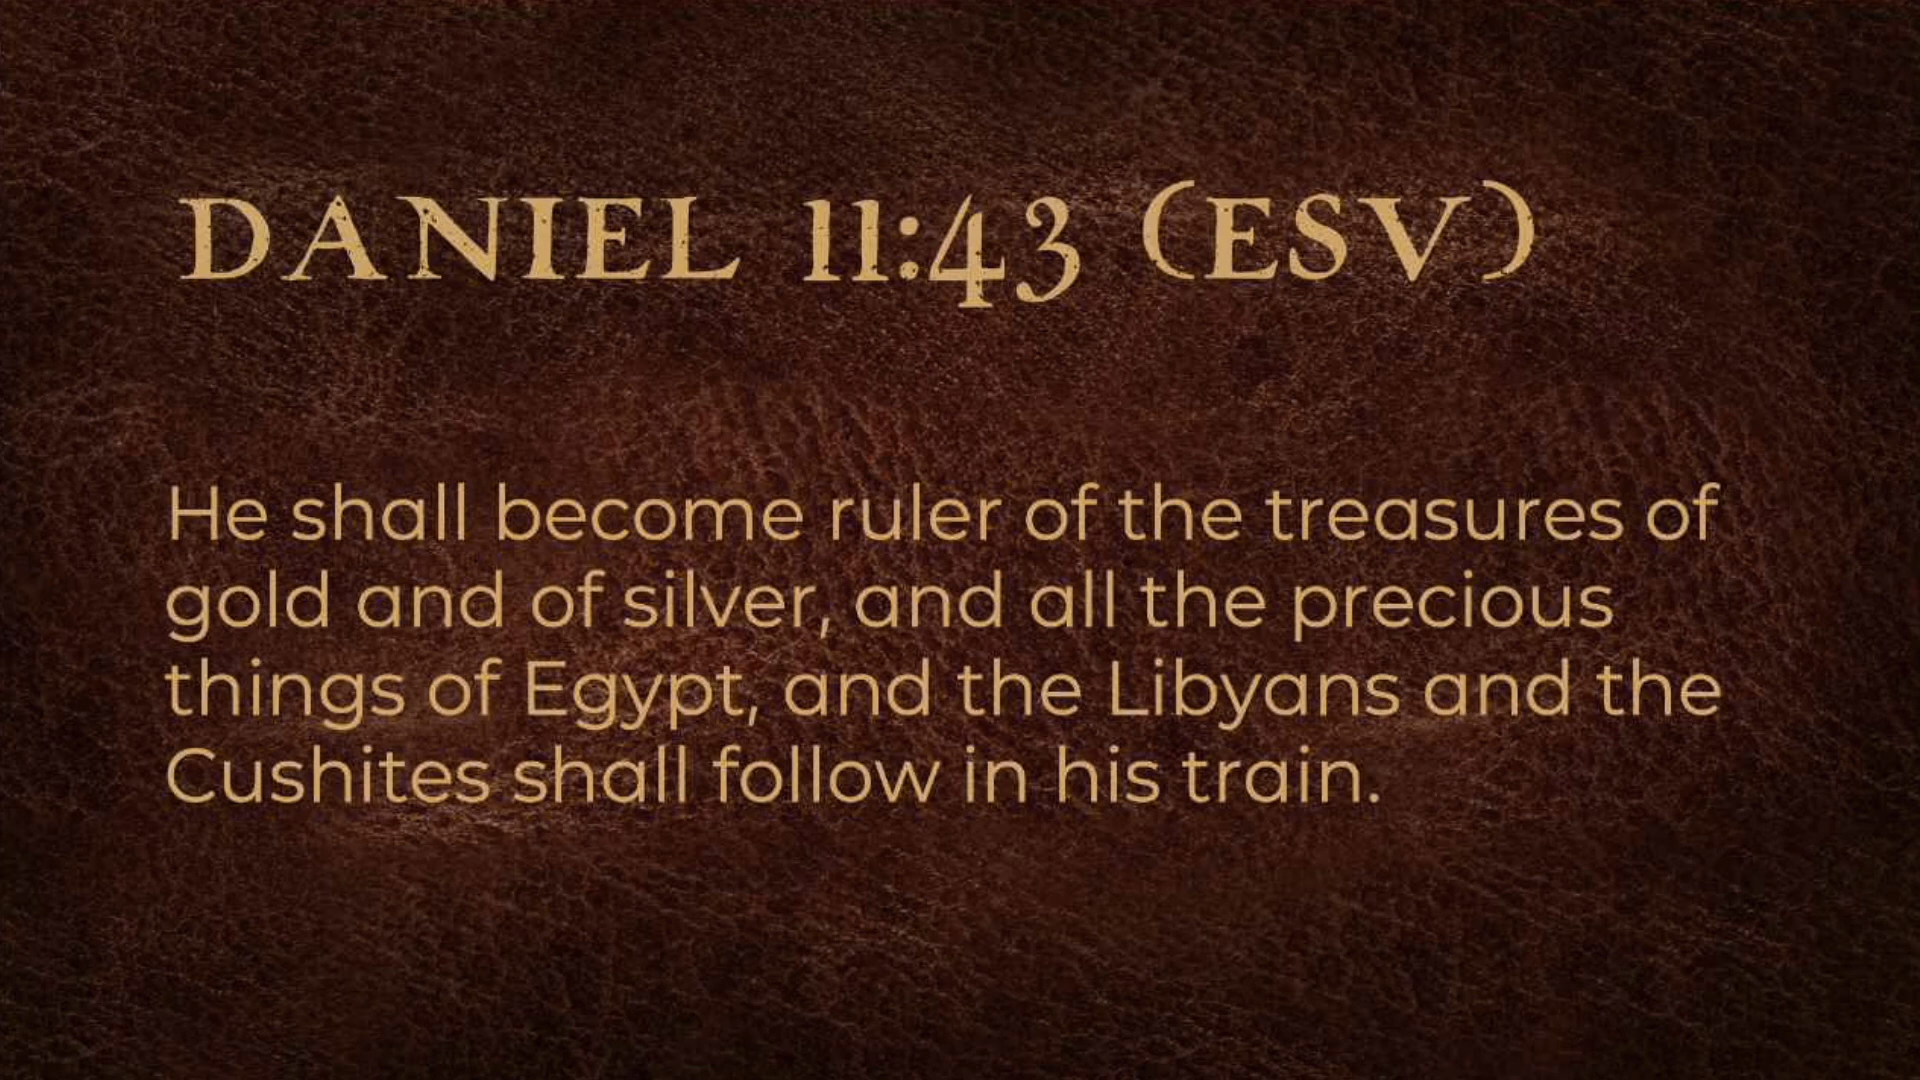 DANIEL 11:43 (ESV)
He shall become ruler of the treasures of
gold and of silver, and all the precious
things of Egypt, and the Libyans and the
Cushites shall follow in his train.